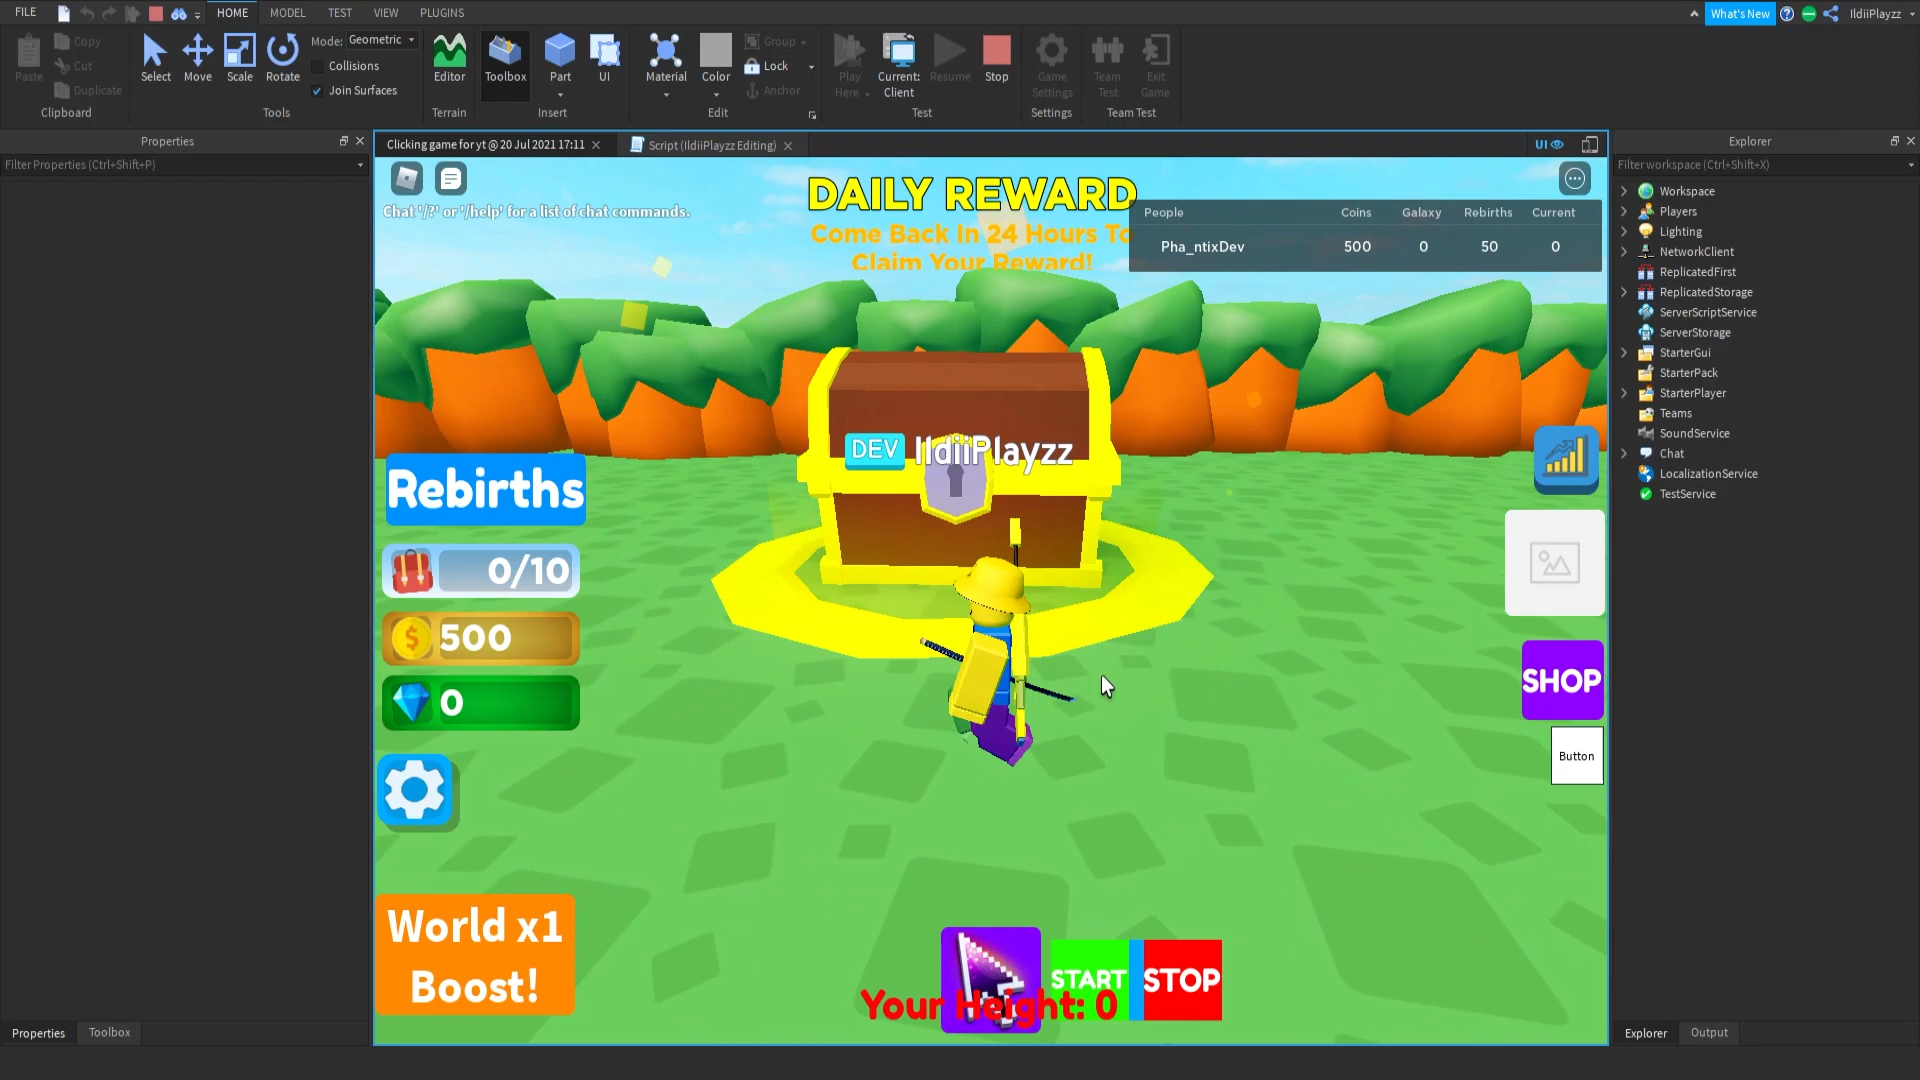 FILE
HOME
MODEL
TEST
VIEW
PLUGINS
What's New
IldiiPlayzz
Paste
Copy
Cut
Duplicate
Clipboard
Select
Move
Scale
Rotate
Mode: Geometric
Collisions
Join Surfaces
Tools
Editor
Terrain
Toolbox
Part
UI
Insert
Material
Color
Group
Lock
Anchor
Edit
Play
Here
Current:
Client
Resume
Stop
Test
Game
Settings
Settings
Team
Test
Exit
Game
Team Test
Properties
Filter Properties (Ctrl+Shift+P)
Clicking game for yt @ 20 Jul 2021 17:11
Script (IldiiPlayzz Editing)
UI
Chat '/?' or '/help' for a list of chat commands.
DAILY REWARD
Come Back In 24 Hours To
Claim Your Reward!
People Coins Galaxy Rebirths Current
Pha_ntixDev 500 0 50 0
DEV IldiiPlayzz
Rebirths
0/10
500
0
World x1
Boost!
SHOP
Button
START
STOP
Your Height: 0
Explorer
Filter workspace (Ctrl+Shift+X)
Workspace
Players
Lighting
NetworkClient
ReplicatedFirst
ReplicatedStorage
ServerScriptService
ServerStorage
StarterGui
StarterPack
StarterPlayer
Teams
SoundService
Chat
LocalizationService
TestService
Properties
Toolbox
Explorer
Output